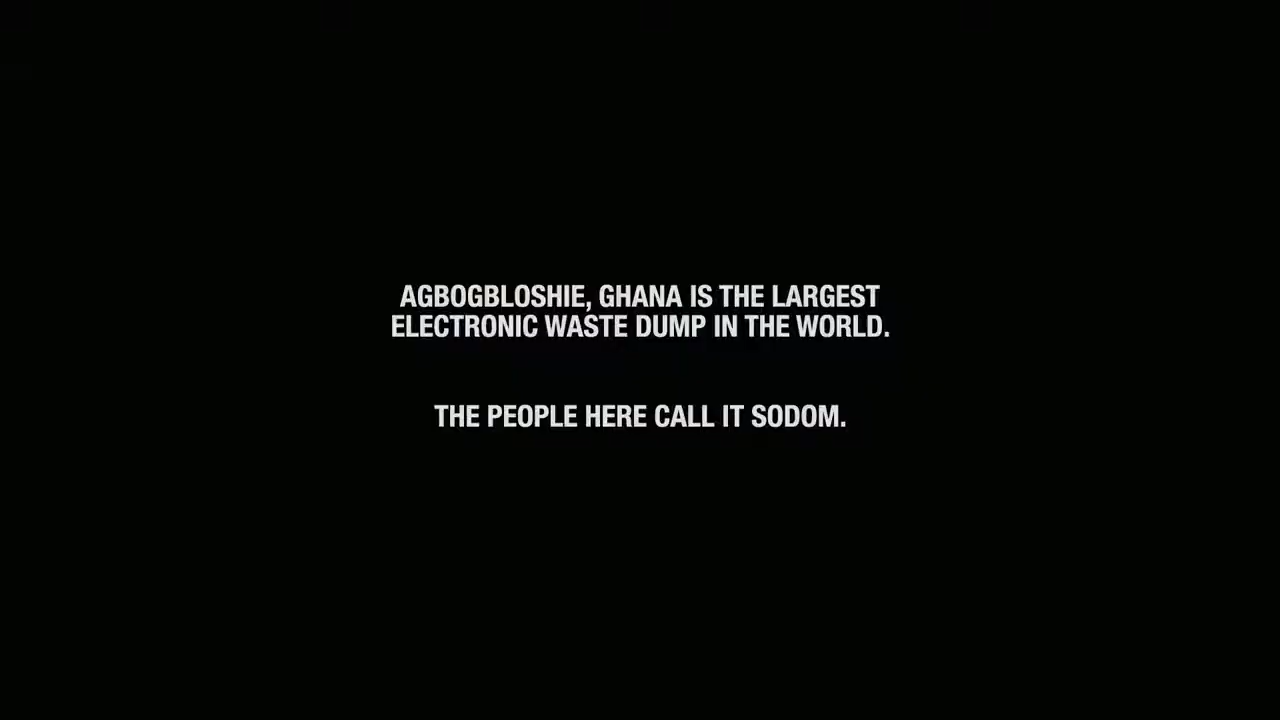 AGBOGBLOSHIE, GHANA IS THE LARGEST
ELECTRONIC WASTE DUMP IN THE WORLD.
THE PEOPLE HERE CALL IT SODOM.